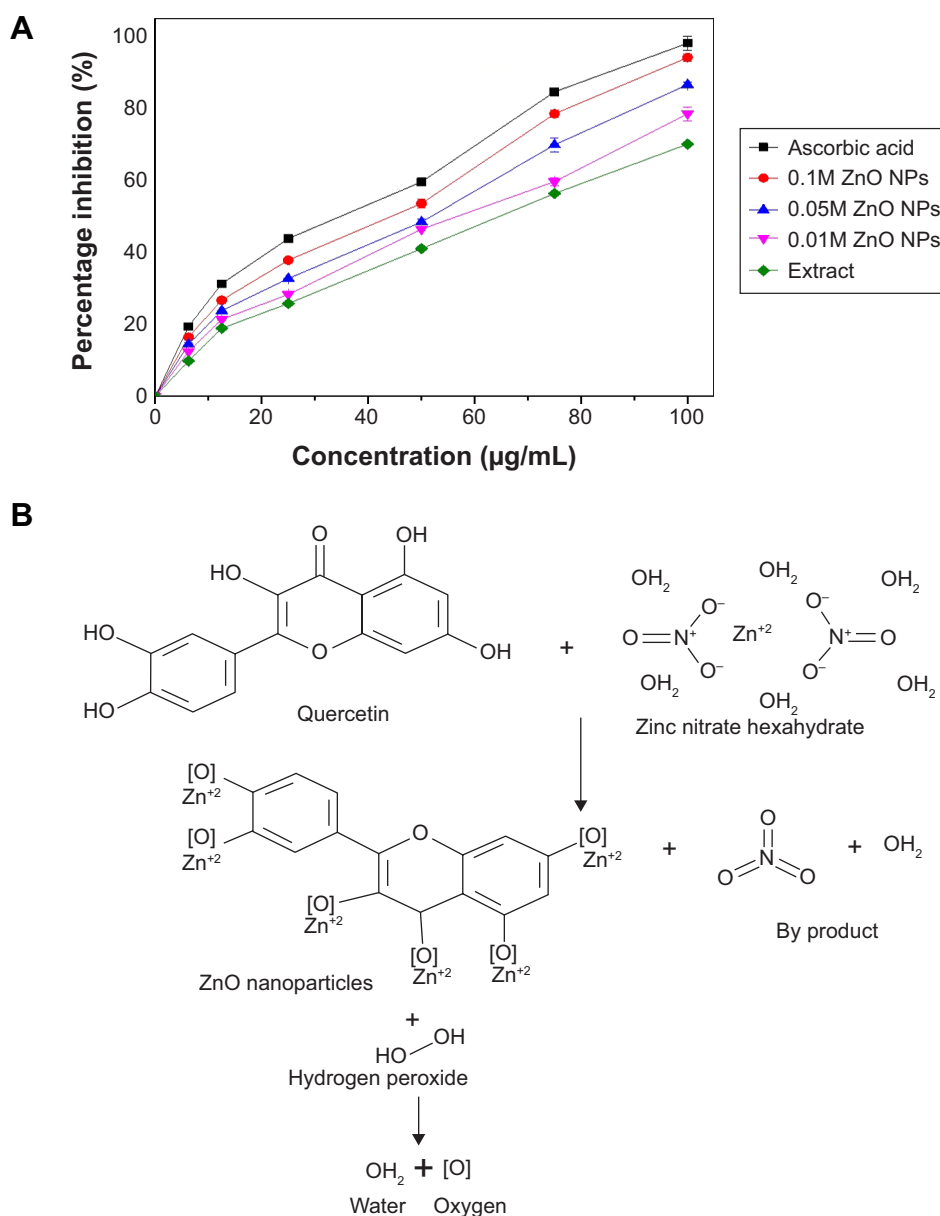 A
Percentage inhibition (%)
100
80
60
40
20
0
0 20 40 60 80 100
Concentration (µg/mL)
Ascorbic acid
0.1M ZnO NPs
0.05M ZnO NPs
0.01M ZnO NPs
Extract
B
O OH
HO
HO
O OH
HO
Quercetin
+
OH₂ OH₂ OH₂
O⁻ O⁻
O N⁺ Zn⁺² N⁺ O
O⁻ O⁻
OH₂ OH₂ OH₂
Zinc nitrate hexahydrate
[O]
Zn⁺²
[O]
Zn⁺²
O
[O]
Zn⁺²
[O]
Zn⁺²
[O]
Zn⁺²
[O]
Zn⁺²
ZnO nanoparticles
+
O
N
O O
+ OH₂
By product
+
OH
HO
Hydrogen peroxide
OH₂ + [O]
Water Oxygen